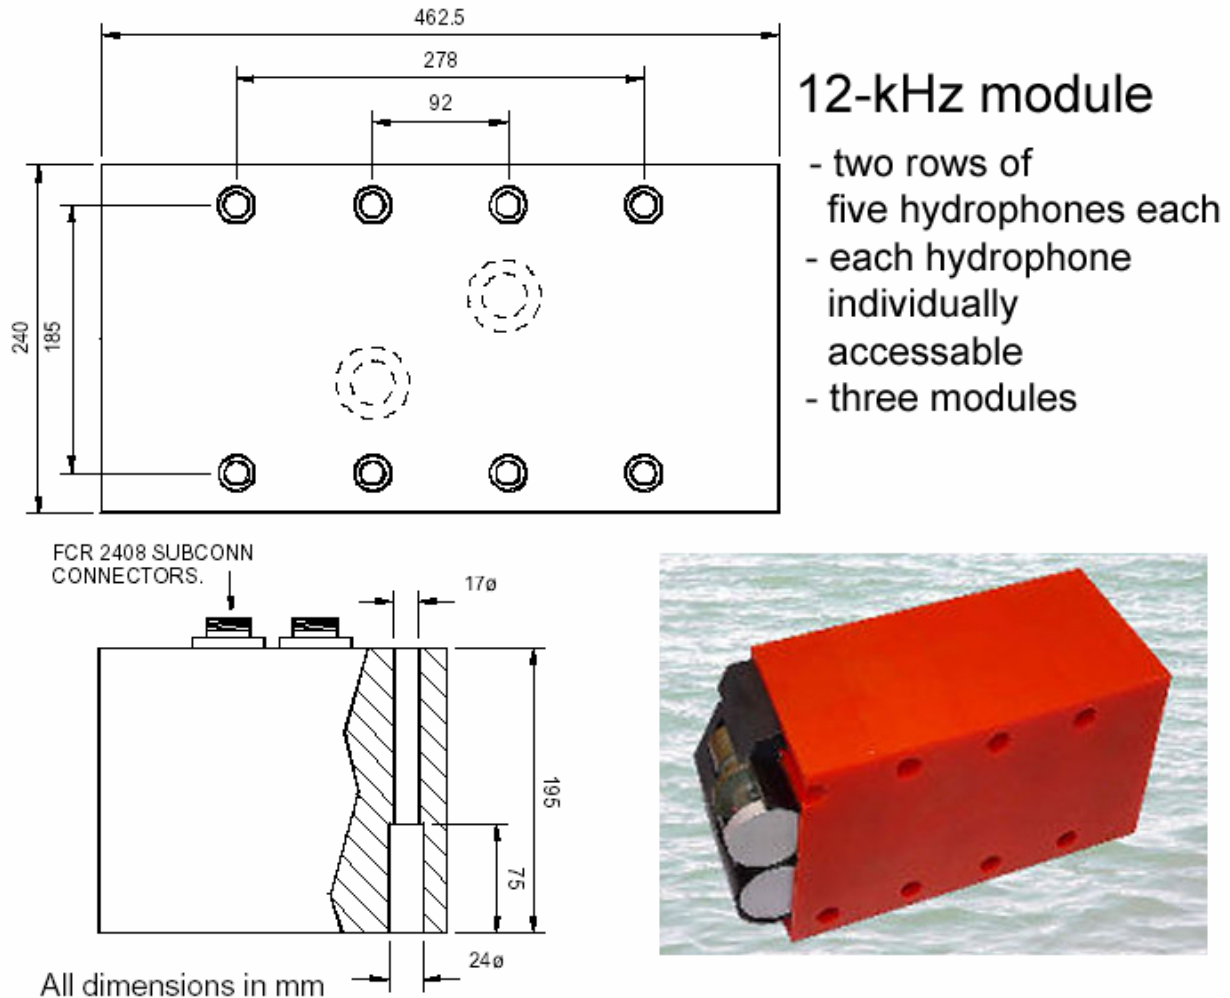 462.5
278
92
12-kHz module
- two rows of
five hydrophones each
- each hydrophone
individually
accessable
- three modules
240
185
FCR 2408 SUBCONN
CONNECTORS.
17ø
195
75
24ø
All dimensions in mm